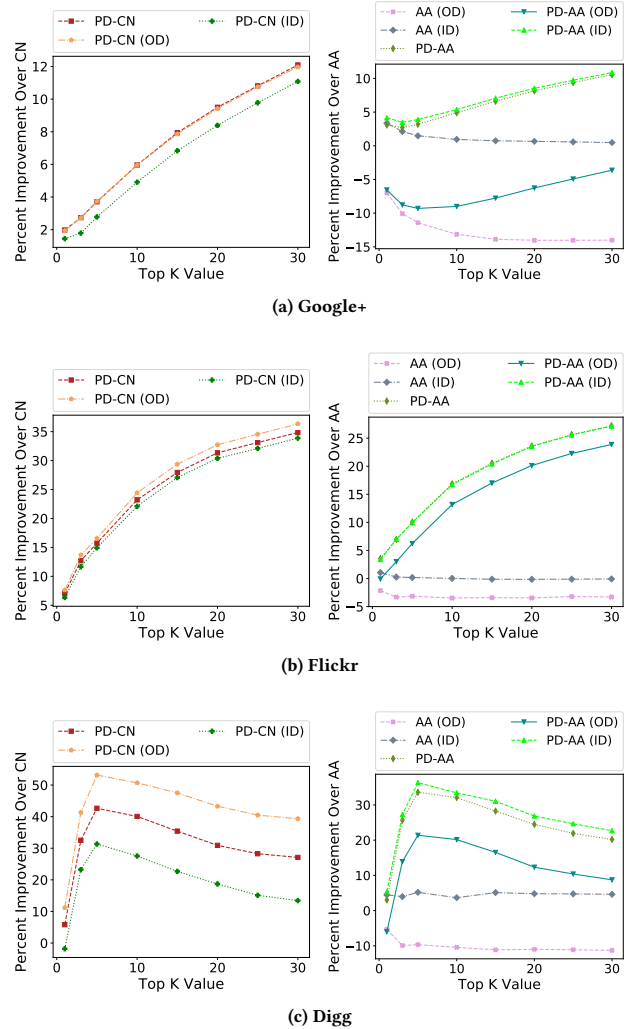 PD-CN
PD-CN (OD)
PD-CN (ID)
Percent Improvement Over CN
12
10
8
6
4
2
0 10 20 30
Top K Value
AA (OD)
AA (ID)
PD-AA
PD-AA (OD)
PD-AA (ID)
Percent Improvement Over AA
10
5
0
−5
−10
−15
0 10 20 30
Top K Value
(a) Google+
PD-CN
PD-CN (OD)
PD-CN (ID)
Percent Improvement Over CN
35
30
25
20
15
10
5
0 10 20 30
Top K Value
AA (OD)
AA (ID)
PD-AA
PD-AA (OD)
PD-AA (ID)
Percent Improvement Over AA
25
20
15
10
5
0
−5
0 10 20 30
Top K Value
(b) Flickr
PD-CN
PD-CN (OD)
PD-CN (ID)
Percent Improvement Over CN
50
40
30
20
10
0
0 10 20 30
Top K Value
AA (OD)
AA (ID)
PD-AA
PD-AA (OD)
PD-AA (ID)
Percent Improvement Over AA
30
20
10
0
−10
0 10 20 30
Top K Value
(c) Digg